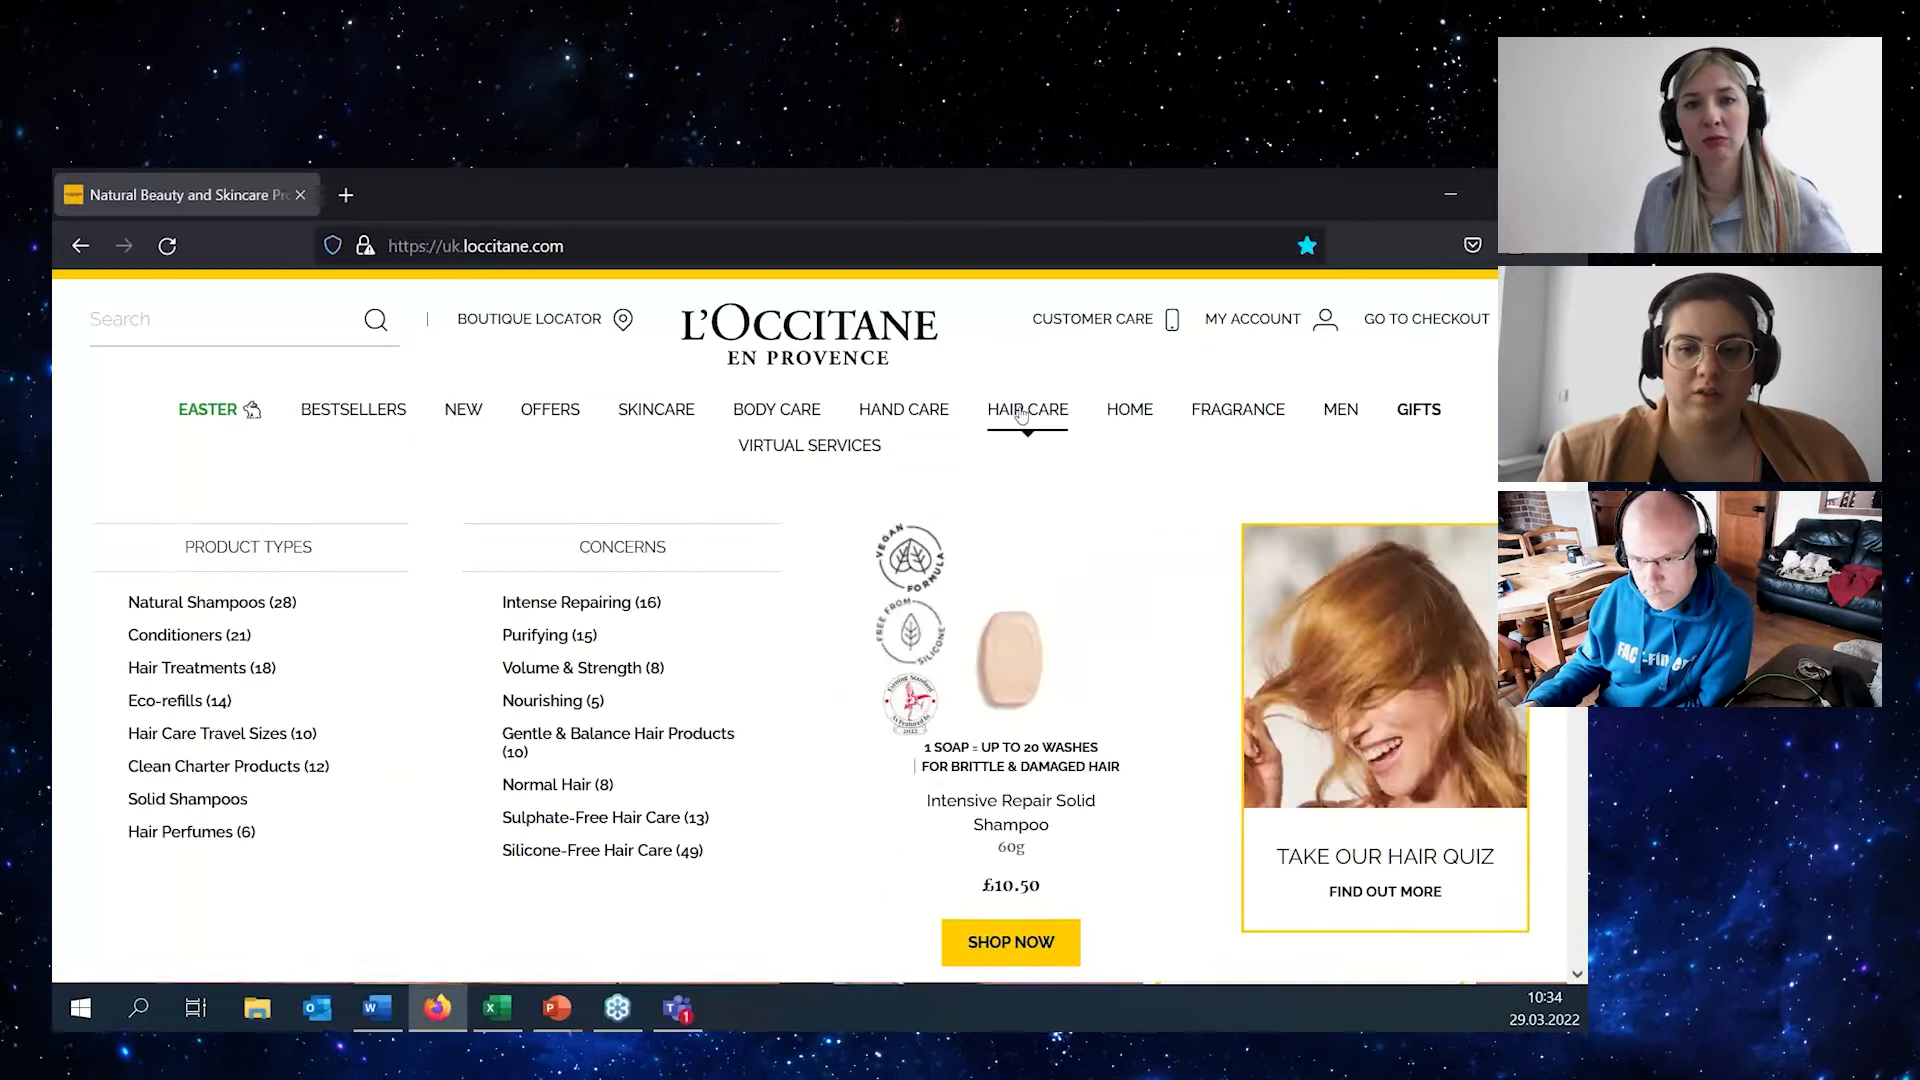 Natural Beauty and Skincare Pr
https://uk.loccitane.com
Search
BOUTIQUE LOCATOR
L'OCCITANE
EN PROVENCE
CUSTOMER CARE
MY ACCOUNT
GO TO CHECKOUT
EASTER
BESTSELLERS
NEW
OFFERS
SKINCARE
BODY CARE
HAND CARE
HAIR CARE
HOME
FRAGRANCE
MEN
GIFTS
VIRTUAL SERVICES
PRODUCT TYPES
Natural Shampoos (28)
Conditioners (21)
Hair Treatments (18)
Eco-refills (14)
Hair Care Travel Sizes (10)
Clean Charter Products (12)
Solid Shampoos
Hair Perfumes (6)
CONCERNS
Intense Repairing (16)
Purifying (15)
Volume & Strength (8)
Nourishing (5)
Gentle & Balance Hair Products
(10)
Normal Hair (8)
Sulphate-Free Hair Care (13)
Silicone-Free Hair Care (49)
VEGAN FORMULA
FREE FROM SILICONE
Evening Standard
As Featured In
2022
1 SOAP = UP TO 20 WASHES
FOR BRITTLE & DAMAGED HAIR
Intensive Repair Solid
Shampoo
60g
£10.50
SHOP NOW
TAKE OUR HAIR QUIZ
FIND OUT MORE
10:34
29.03.2022